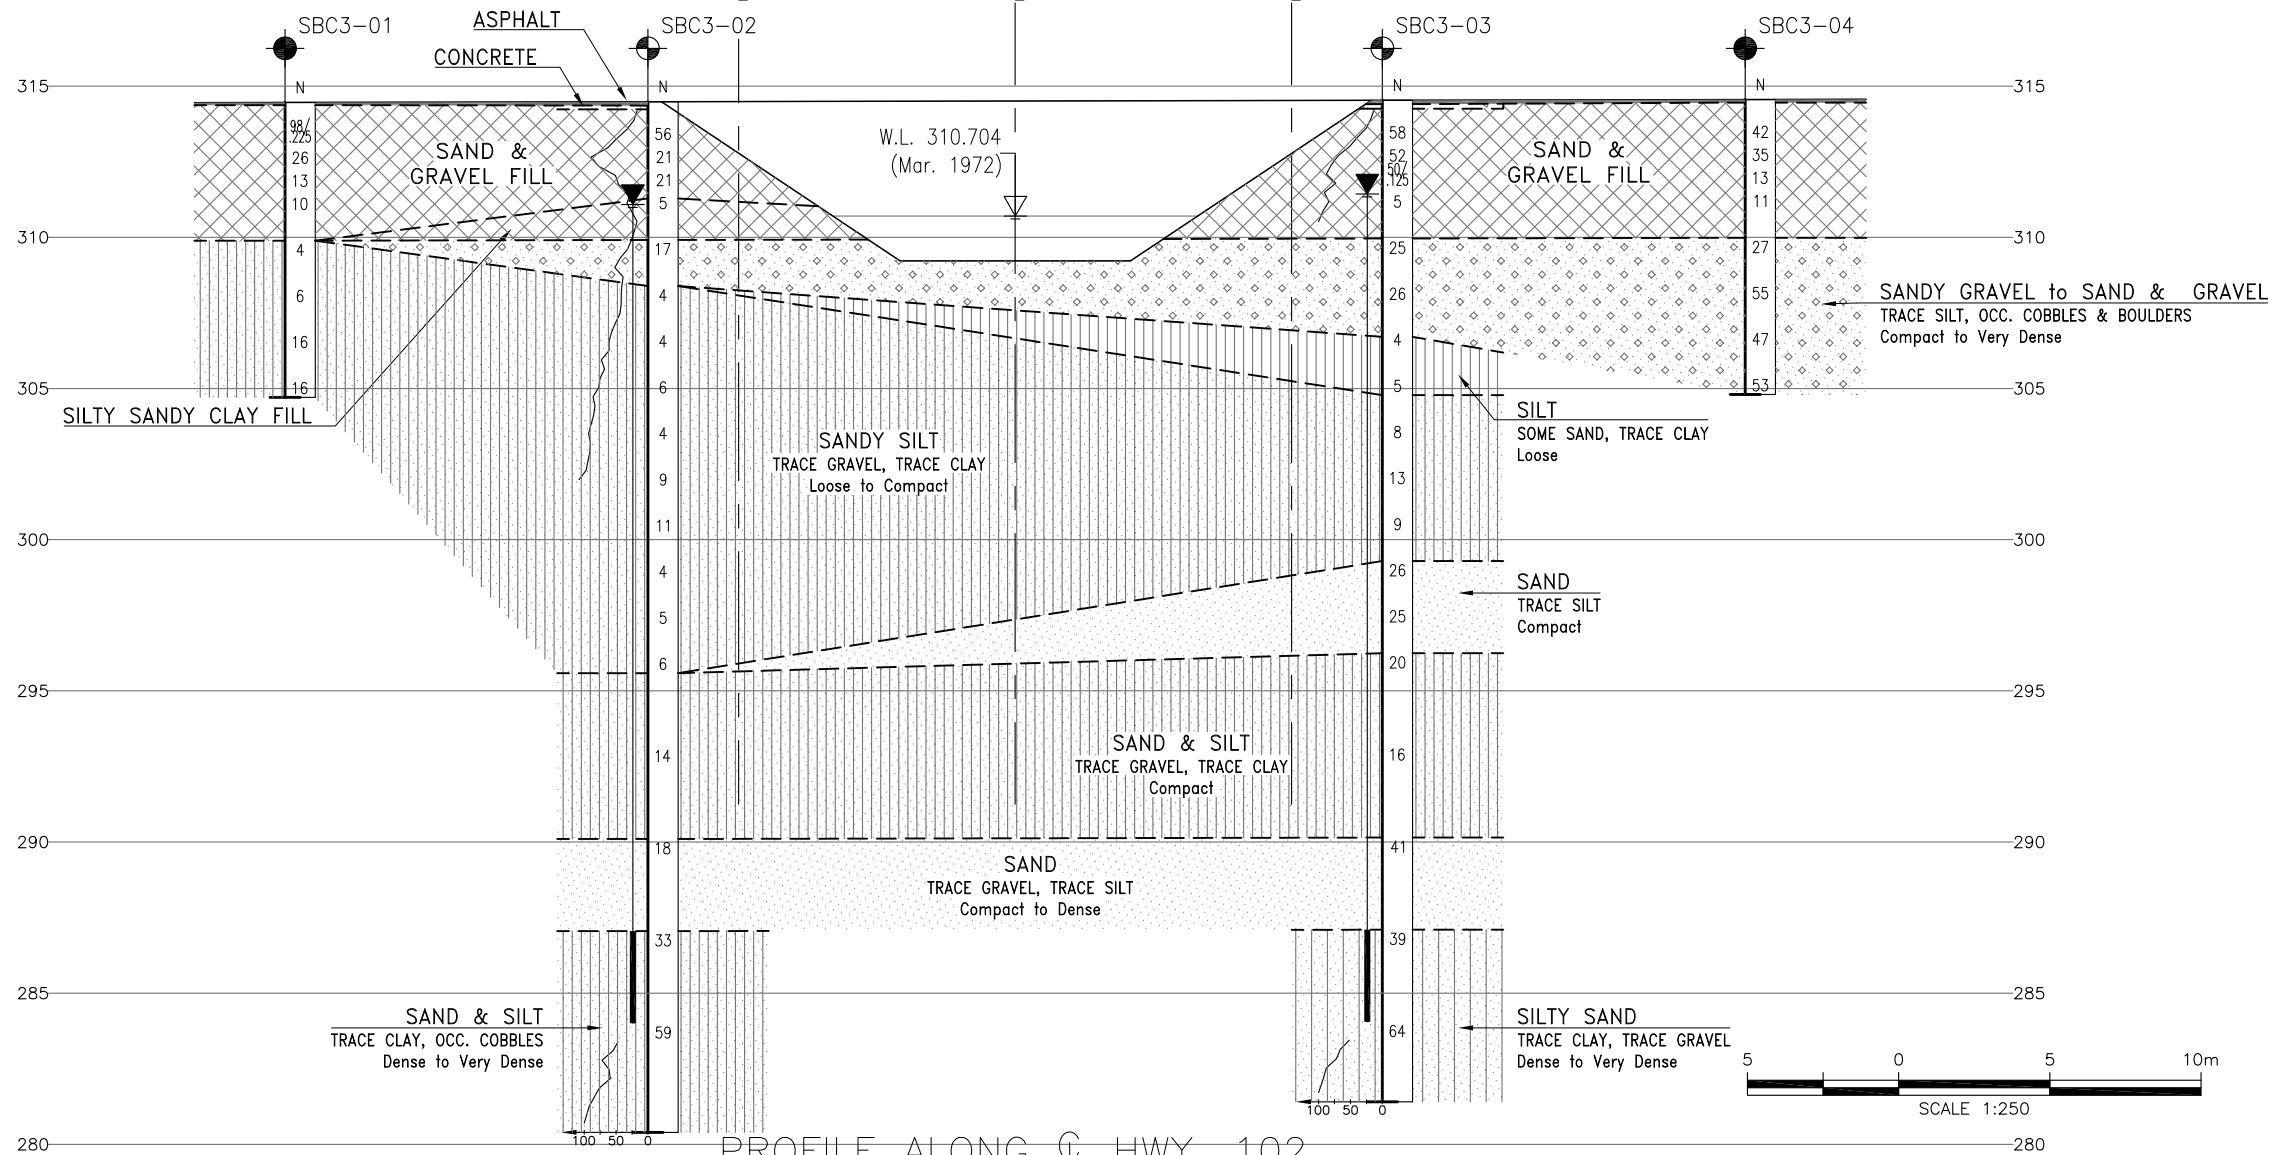 SBC3-01
ASPHALT
SBC3-02
SBC3-03
SBC3-04
CONCRETE
315
N
N
N
N
315
98/
.225
26
13
10
4
6
16
16
SAND &
GRAVEL FILL
56
21
21
5
17
4
4
6
4
9
11
4
5
6
14
18
33
59
W.L. 310.704
(Mar. 1972)
58
52
50/
.125
5
25
26
4
5
8
13
9
26
25
20
16
41
39
64
SAND &
GRAVEL FILL
42
35
13
11
27
55
47
53
310
310
SANDY GRAVEL to SAND & GRAVEL
TRACE SILT, OCC. COBBLES & BOULDERS
Compact to Very Dense
305
305
SILTY SANDY CLAY FILL
SILT
SOME SAND, TRACE CLAY
Loose
SANDY SILT
TRACE GRAVEL, TRACE CLAY
Loose to Compact
300
300
SAND
TRACE SILT
Compact
295
295
SAND & SILT
TRACE GRAVEL, TRACE CLAY
Compact
290
290
SAND
TRACE GRAVEL, TRACE SILT
Compact to Dense
285
285
SAND & SILT
TRACE CLAY, OCC. COBBLES
Dense to Very Dense
SILTY SAND
TRACE CLAY, TRACE GRAVEL
Dense to Very Dense
5 0 5 10m
SCALE 1:250
100 50 0
100 50 0
280
PROFILE ALONG ℄ HWY 102
280